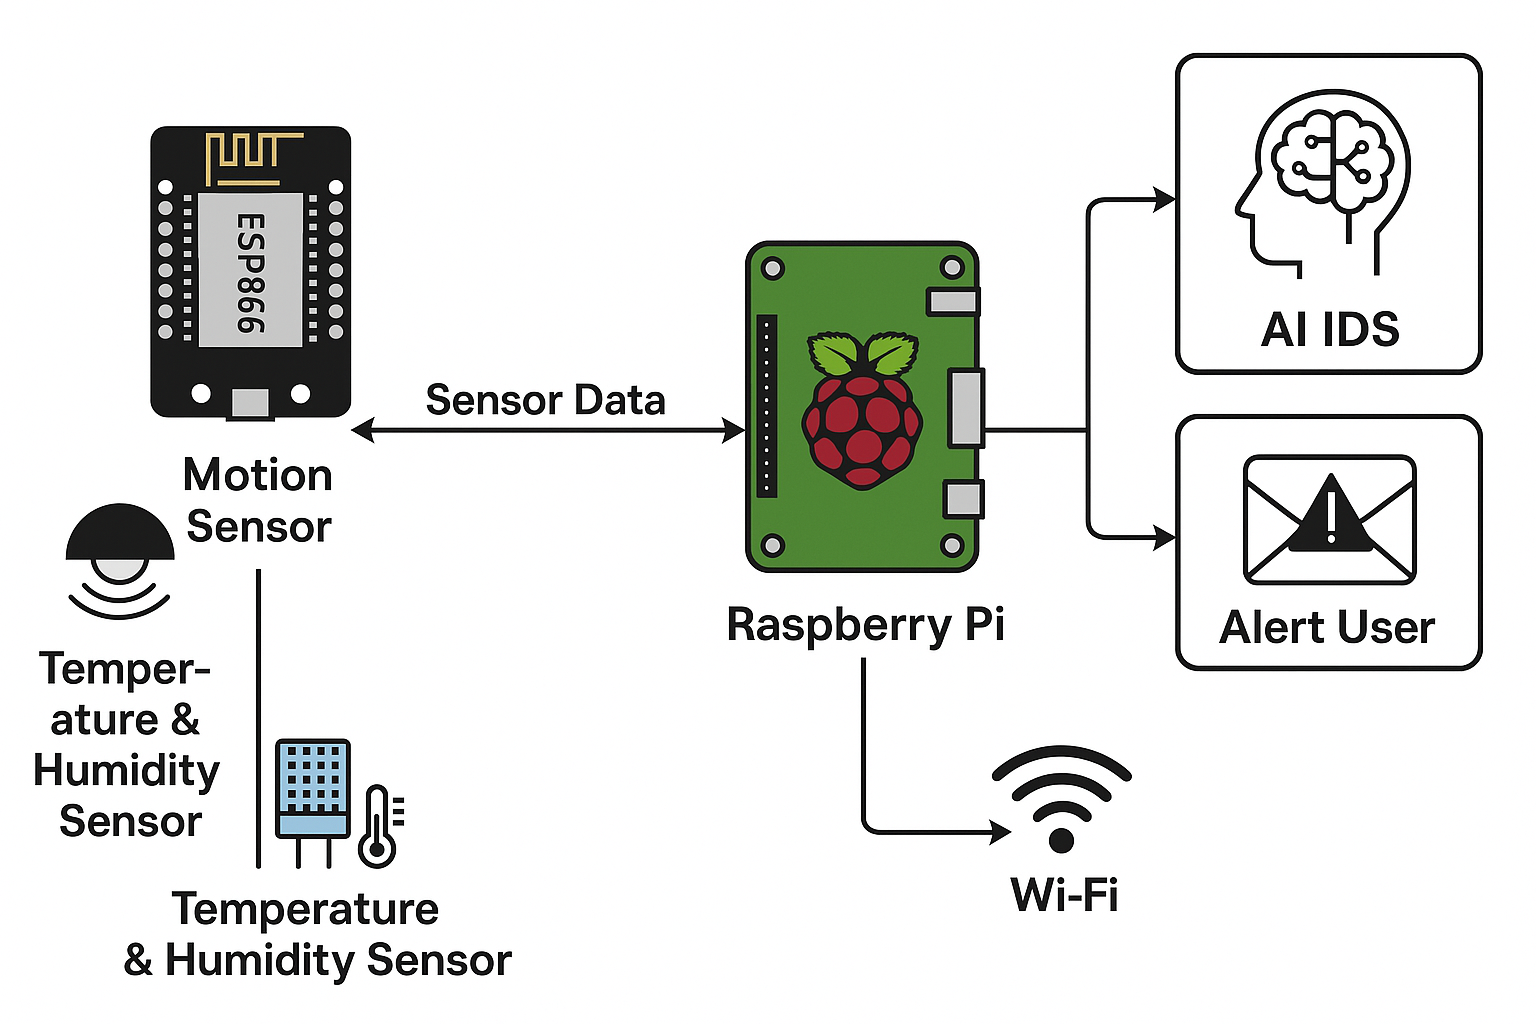 ESP866
Sensor Data
Motion
Sensor
Temper-
ature &
Humidity
Sensor
Temperature
& Humidity Sensor
Raspberry Pi
Wi-Fi
AI IDS
Alert User